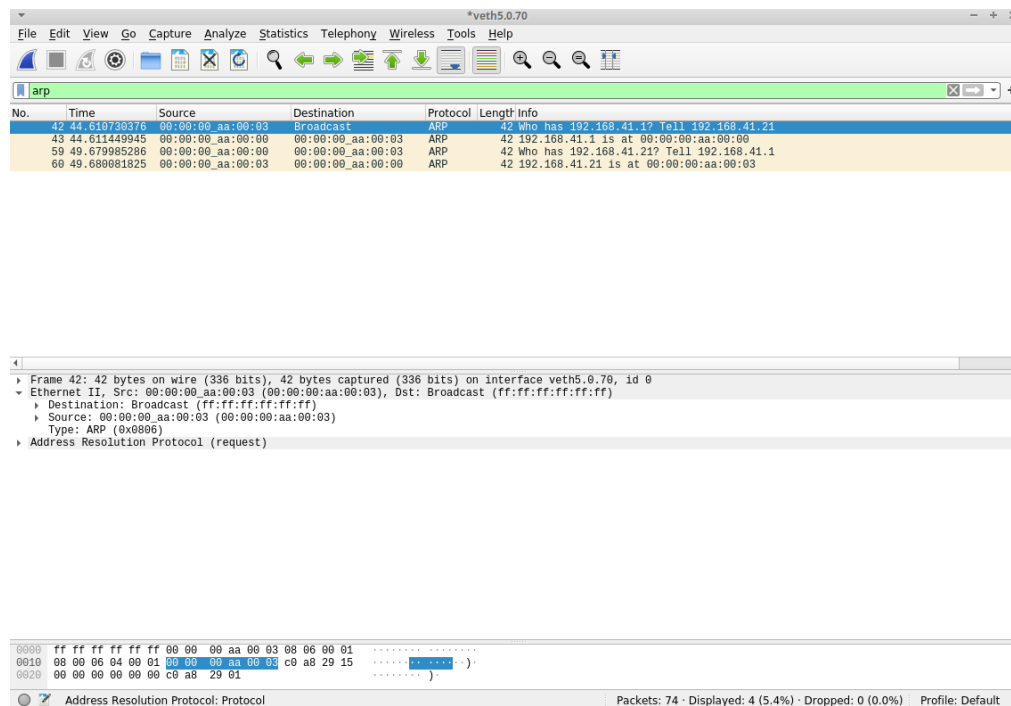 *veth5.0.70
File Edit View Go Capture Analyze Statistics Telephony Wireless Tools Help
arp
No. Time Source Destination Protocol Length Info
42 44.610730376 00:00:00_aa:00:03 Broadcast ARP 42 Who has 192.168.41.1? Tell 192.168.41.21
43 44.611449945 00:00:00_aa:00:00 00:00:00_aa:00:03 ARP 42 192.168.41.1 is at 00:00:00:aa:00:00
59 49.679985286 00:00:00_aa:00:00 00:00:00_aa:00:03 ARP 42 Who has 192.168.41.21? Tell 192.168.41.1
60 49.680081825 00:00:00_aa:00:03 00:00:00_aa:00:00 ARP 42 192.168.41.21 is at 00:00:00:aa:00:03
Frame 42: 42 bytes on wire (336 bits), 42 bytes captured (336 bits) on interface veth5.0.70, id 0
Ethernet II, Src: 00:00:00_aa:00:03 (00:00:00:aa:00:03), Dst: Broadcast (ff:ff:ff:ff:ff:ff)
Destination: Broadcast (ff:ff:ff:ff:ff:ff)
Source: 00:00:00_aa:00:03 (00:00:00:aa:00:03)
Type: ARP (0x0806)
Address Resolution Protocol (request)
0000 ff ff ff ff ff ff 00 00 00 aa 00 03 08 06 00 01 ········ ········
0010 08 00 06 04 00 01 00 00 00 aa 00 03 c0 a8 29 15 ········ ······)·
0020 00 00 00 00 00 00 c0 a8 29 01 ········ )·
Address Resolution Protocol: Protocol Packets: 74 · Displayed: 4 (5.4%) · Dropped: 0 (0.0%) Profile: Default